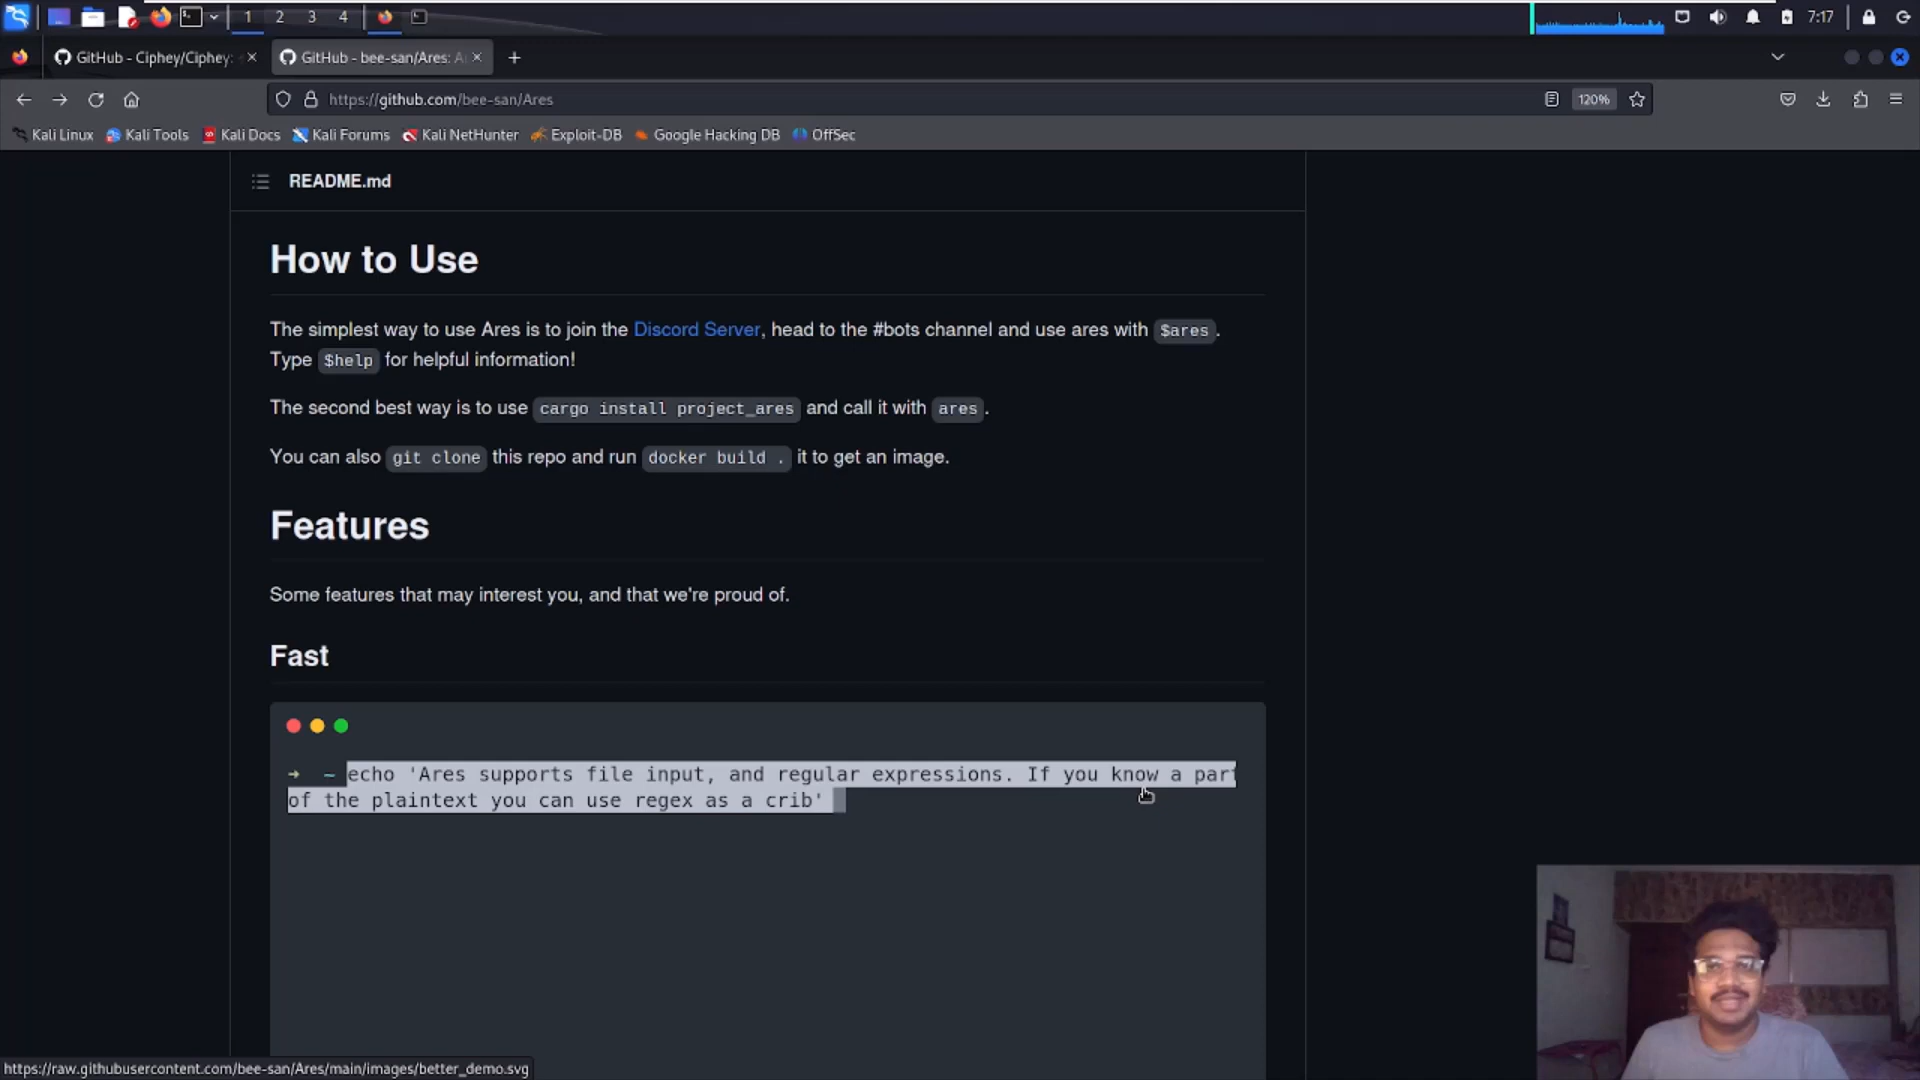 1 2 3 4 7:17
GitHub - Ciphey/Ciphey: GitHub - bee-san/Ares: A
https://github.com/bee-san/Ares 120%
Kali Linux Kali Tools Kali Docs Kali Forums Kali NetHunter Exploit-DB Google Hacking DB OffSec
README.md
How to Use
The simplest way to use Ares is to join the Discord Server, head to the #bots channel and use ares with $ares.
Type $help for helpful information!
The second best way is to use cargo install project_ares and call it with ares.
You can also git clone this repo and run docker build . it to get an image.
Features
Some features that may interest you, and that we're proud of.
Fast
→ ~ echo 'Ares supports file input, and regular expressions. If you know a part
of the plaintext you can use regex as a crib'
https://raw.githubusercontent.com/bee-san/Ares/main/images/better_demo.svg